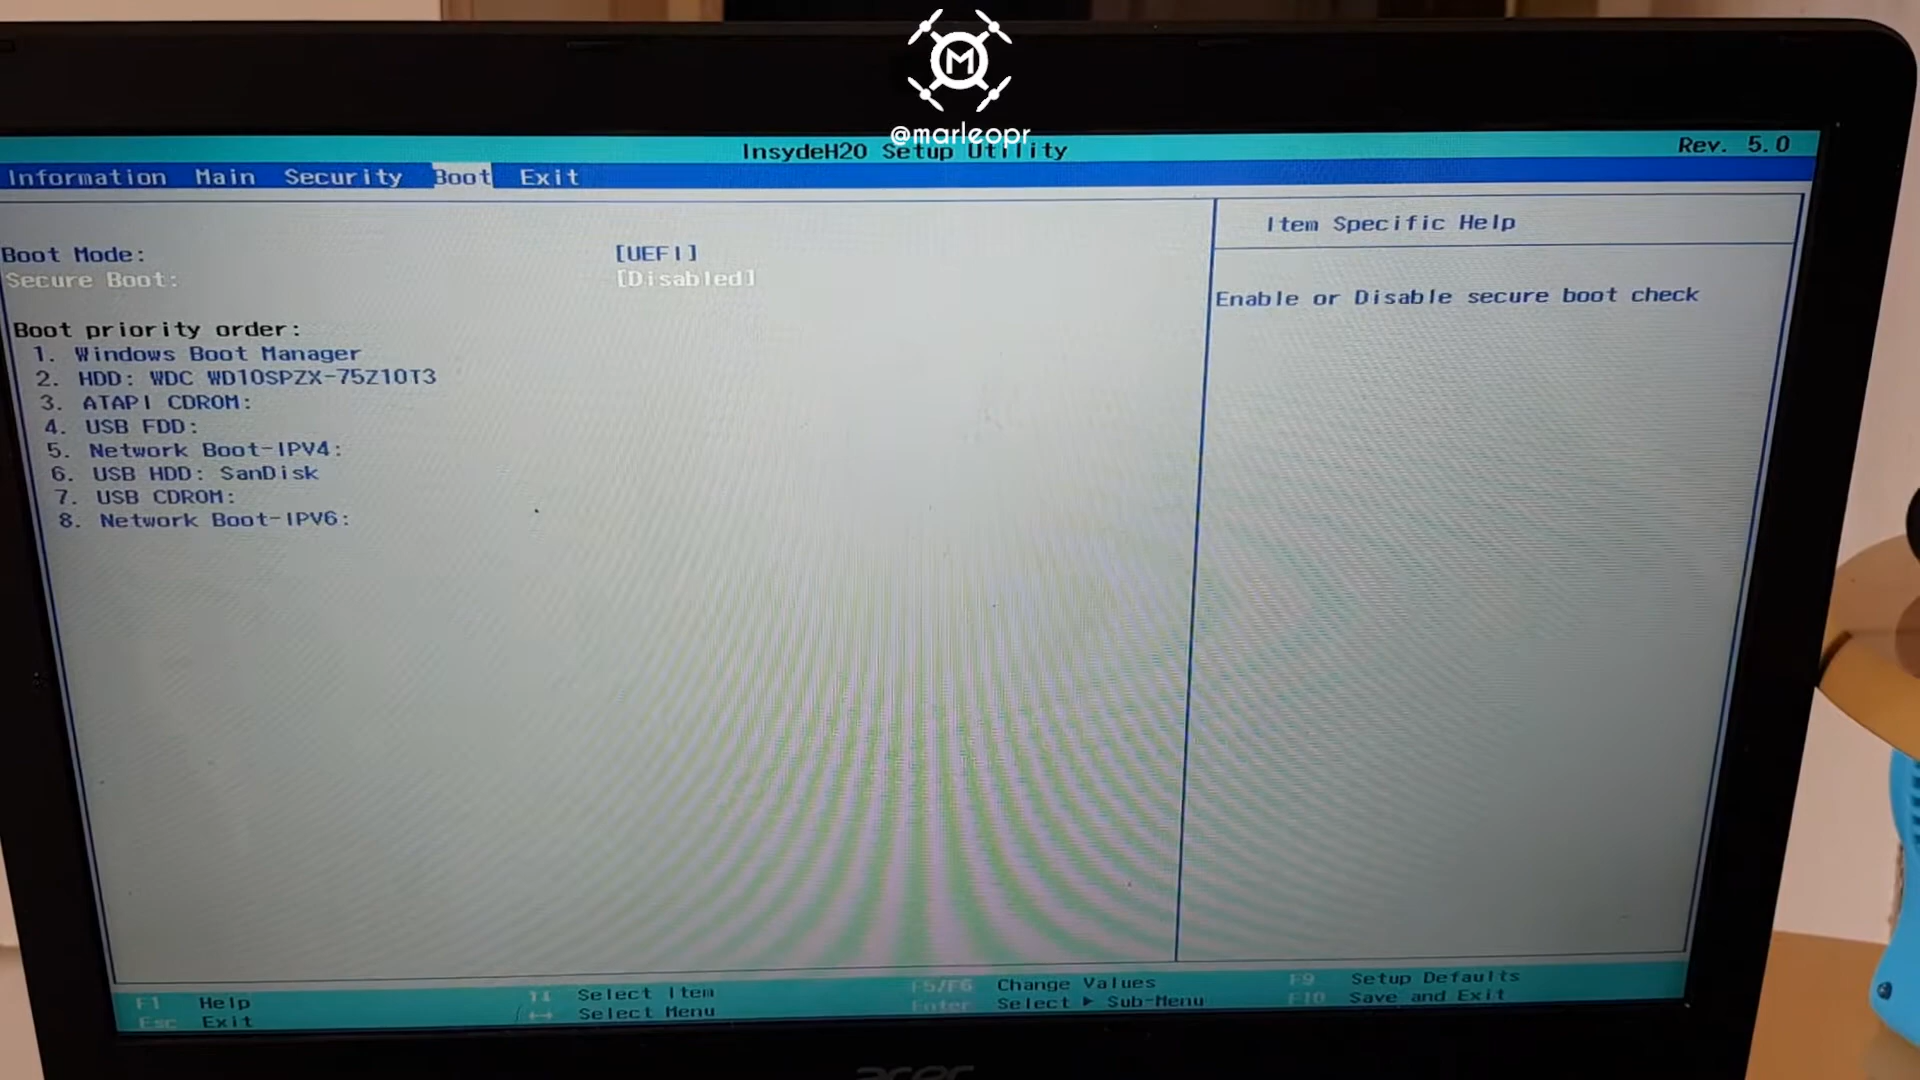 M
@marleopr
InsydeH20 Setup Utility
Rev. 5.0
Information Main Security Boot Exit
Item Specific Help
Boot Mode: [UEFI]
Secure Boot: [Disabled]
Enable or Disable secure boot check
Boot priority order:
1. Windows Boot Manager
2. HDD: WDC WD10SPZX-75Z10T3
3. ATAPI CDROM:
4. USB FDD:
5. Network Boot-IPV4:
6. USB HDD: SanDisk
7. USB CDROM:
8. Network Boot-IPV6:
F1 Help ↑↓ Select Item F5/F6 Change Values F9 Setup Defaults
Esc Exit ↔ Select Menu Enter Select ▶ Sub-Menu F10 Save and Exit
acer